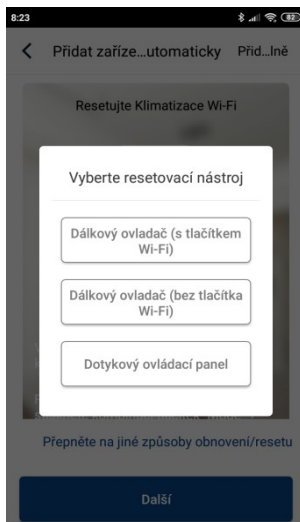 8:23
82
Přidat zaříze...utomaticky Přid...lně
Resetujte Klimatizace Wi-Fi
Vyberte resetovací nástroj
Dálkový ovladač (s tlačítkem
Wi-Fi)
Dálkový ovladač (bez tlačítka
Wi-Fi)
Dotykový ovládací panel
Přepněte na jiné způsoby obnovení/resetu
Další